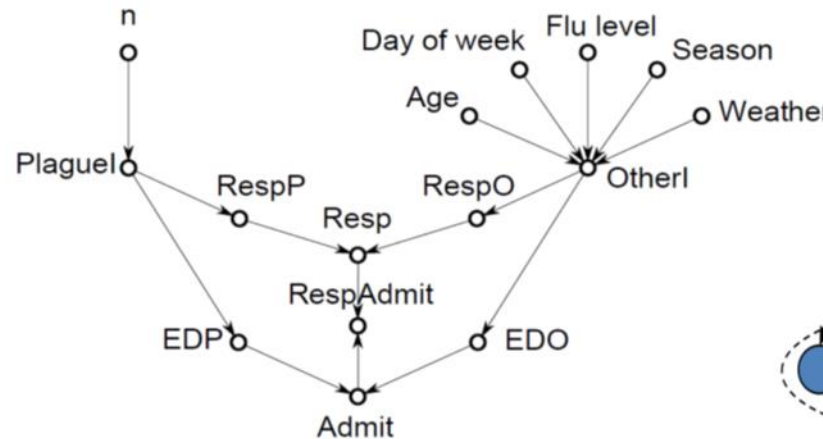 n
Flu level
Day of week
Season
Age
Weather
PlagueI
RespP
RespO
OtherI
Resp
RespAdmit
EDP
EDO
Admit